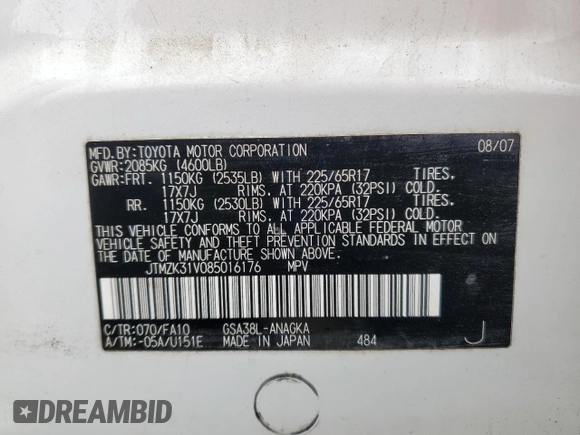 MFD.BY:TOYOTA MOTOR CORPORATION 08/07
GVWR:2085KG (4600LB)
GAWR:FRT. 1150KG (2535LB) WITH 225/65R17 TIRES,
17X7J RIMS, AT 220KPA (32PSI) COLD.
RR. 1150KG (2530LB) WITH 225/65R17 TIRES,
17X7J RIMS, AT 220KPA (32PSI) COLD.
THIS VEHICLE CONFORMS TO ALL APPLICABLE FEDERAL MOTOR
VEHICLE SAFETY AND THEFT PREVENTION STANDARDS IN EFFECT ON
THE DATE OF MANUFACTURE SHOWN ABOVE.
JTMZK31V085016176 MPV
C/TR:070/FA10 GSA38L-ANAGKA J
A/TM:-05A/U151E MADE IN JAPAN 484
DREAMBID